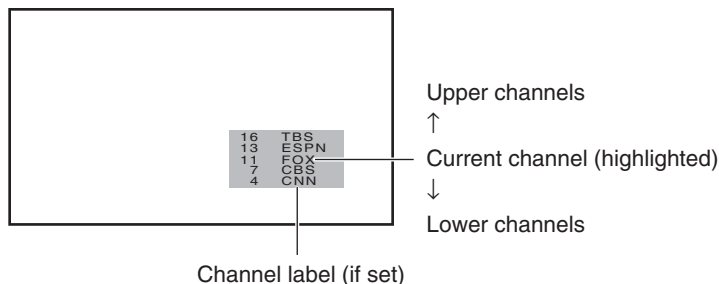 16 TBS
13 ESPN
11 FOX
7 CBS
4 CNN
Upper channels
↑
Current channel (highlighted)
↓
Lower channels
Channel label (if set)